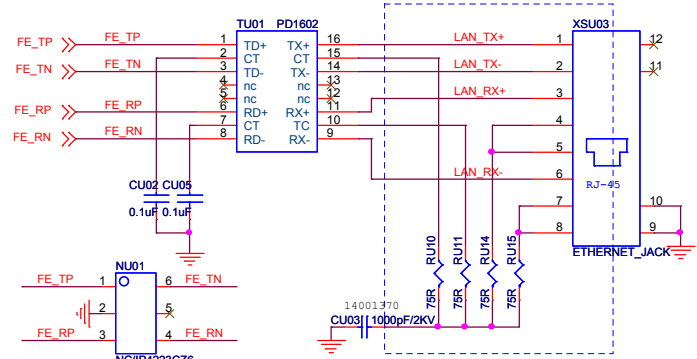 TU01 PD1602
XSU03
FE_TP FE_TP 1 TD+ TX+ 16 LAN_TX+ 1 12
2 CT CT 15
FE_TN FE_TN 3 TD- TX- 14 LAN_TX- 2 11
4 nc nc 13
5 nc nc 12
FE_RP FE_RP 6 RD+ RX+ 11 LAN_RX+ 3
7 CT TC 10 4
FE_RN FE_RN 8 RD- RX- 9 5
LAN_RX- 6
RJ-45
CU02 CU05
0.1uF 0.1uF
7 10
8 9
ETHERNET_JACK
RU10 RU11 RU14 RU15
75R 75R 75R 75R
NU01
FE_TP 1 6 FE_TN
2 5
FE_RP 3 4 FE_RN
14001370
CU03 1000pF/2KV